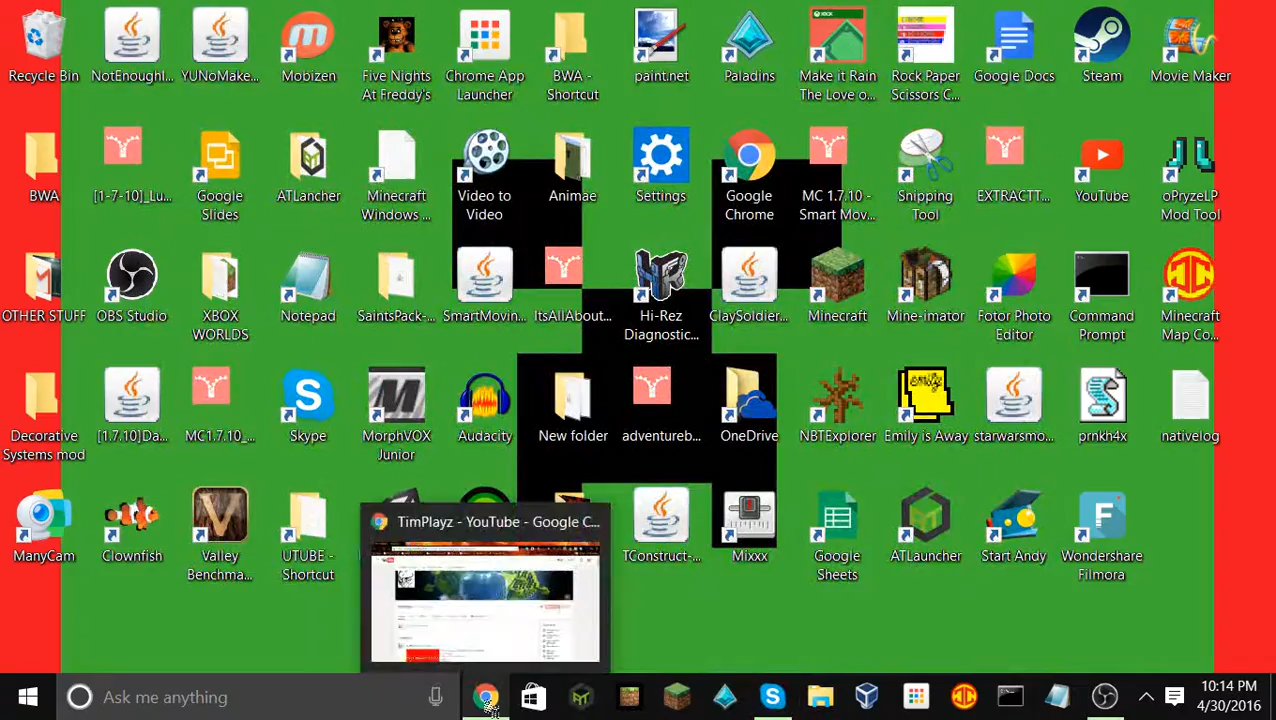 Recycle Bin
NotEnoughI...
YUNoMake...
Mobizen
Five Nights
At Freddy's
Chrome App
Launcher
BWA -
Shortcut
paint.net
Paladins
XBOX
Make it Rain
The Love o...
Rock Paper
Scissors C...
Google Docs
Steam
Movie Maker
BWA
[1-7-10]_Lu...
Google
Slides
ATLancher
Minecraft
Windows ...
Video to
Video
Animae
Settings
Google
Chrome
MC 1.7.10 -
Smart Mov...
Snipping
Tool
EXTRACTT...
YouTube
oPryzeLP
Mod Tool
OTHER STUFF
OBS Studio
XBOX
WORLDS
Notepad
SaintsPack-...
SmartMovin...
ItsAllAbout...
Hi-Rez
Diagnostic...
ClaySoldier...
Minecraft
Mine-imator
Fotor Photo
Editor
Command
Prompt
Minecraft
Map Co...
Decorative
Systems mod
[1.7.10]Da...
MC1.7.10_...
Skype
MorphVOX
Junior
Audacity
New folder
adventureb...
OneDrive
NBTExplorer
Emily is Away
starwarsmo...
prnkh4x
nativelog
ManyCam
Clownfish
Valley
Benchma...
UTUBE -
Shortcut
TimPlayz - YouTube - Google C...
TConstruct-...
Mixxx
Google
Sheets
ATLauncher
Start Andy
Wondershare
Filmora
Ask me anything
10:14 PM
4/30/2016